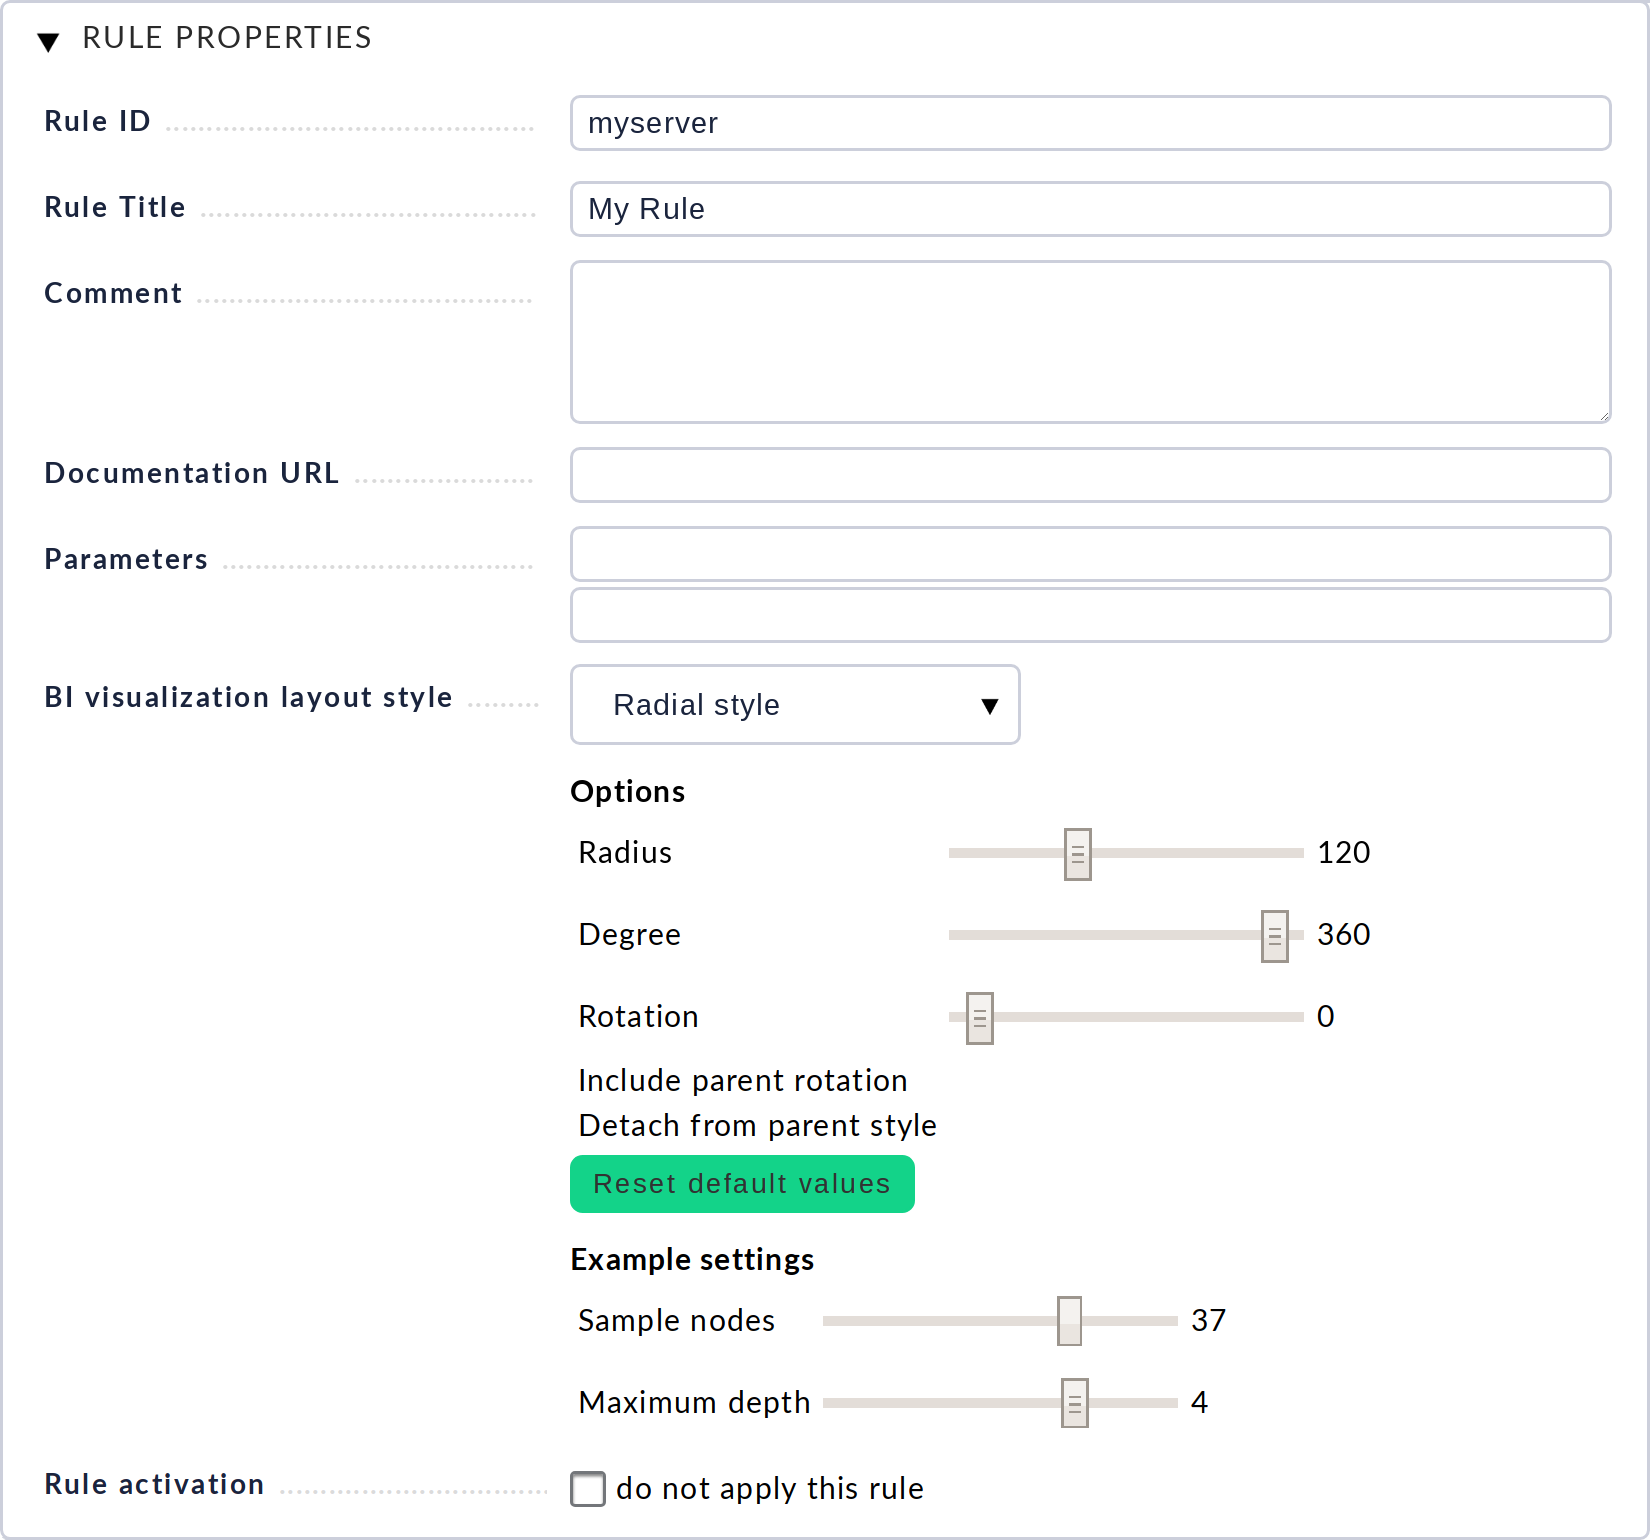 RULE PROPERTIES
Rule ID
myserver
Rule Title
My Rule
Comment
Documentation URL
Parameters
BI visualization layout style
Radial style
Options
Radius 120
Degree 360
Rotation 0
Include parent rotation
Detach from parent style
Reset default values
Example settings
Sample nodes 37
Maximum depth 4
Rule activation
do not apply this rule